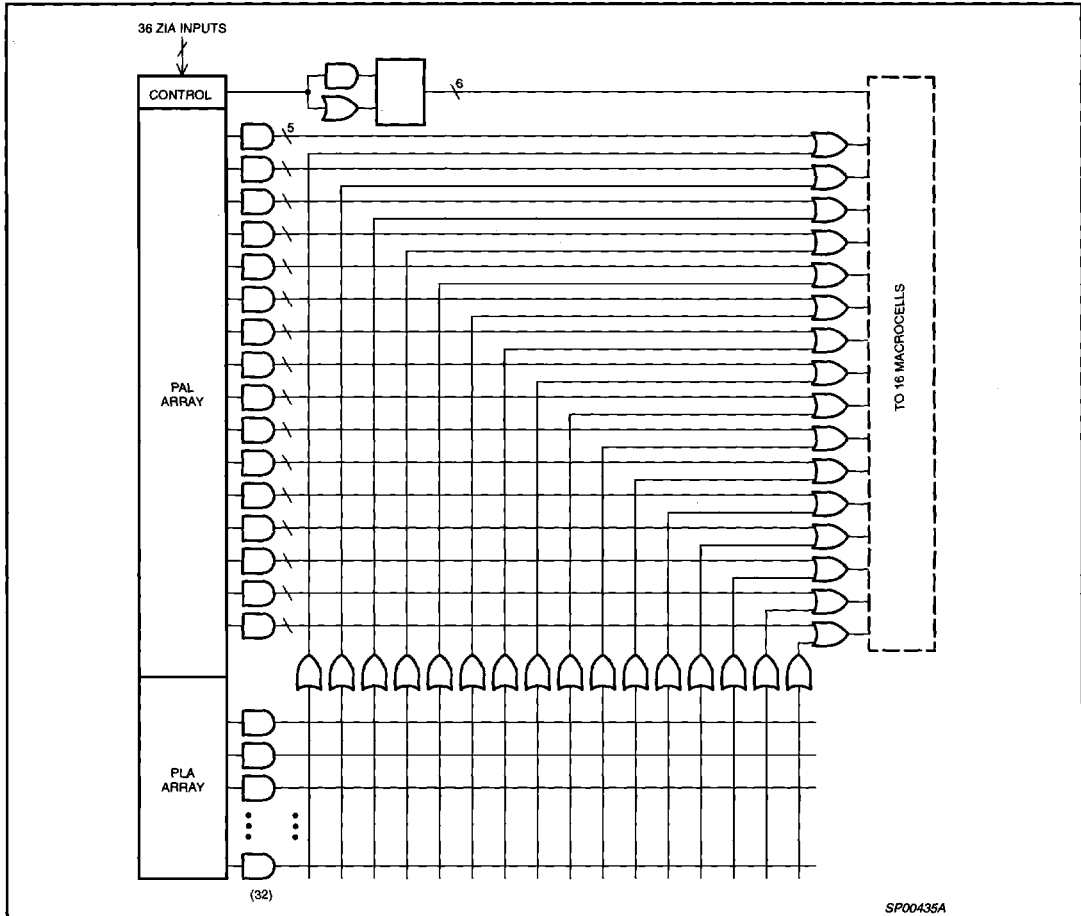 36 ZIA INPUTS
CONTROL
6
5
PAL
ARRAY
TO 16 MACROCELLS
PLA
ARRAY
(32)
SP00435A